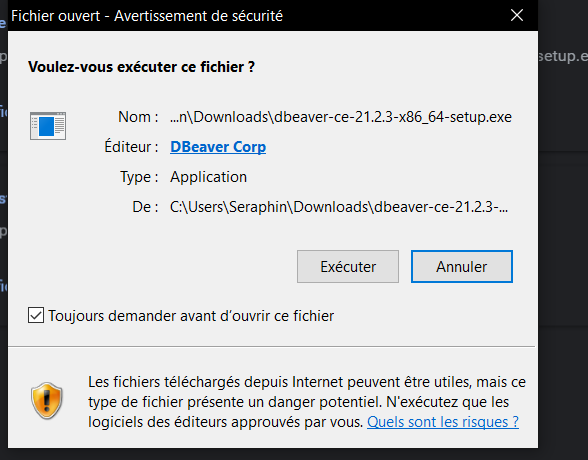 Fichier ouvert - Avertissement de sécurité
setup.e
Voulez-vous exécuter ce fichier ?
Nom : ...n\Downloads\dbeaver-ce-21.2.3-x86_64-setup.exe
Éditeur : DBeaver Corp
Type : Application
De : C:\Users\Seraphin\Downloads\dbeaver-ce-21.2.3-...
Exécuter Annuler
Toujours demander avant d’ouvrir ce fichier
Les fichiers téléchargés depuis Internet peuvent être utiles, mais ce
type de fichier présente un danger potentiel. N'exécutez que les
logiciels des éditeurs approuvés par vous. Quels sont les risques ?